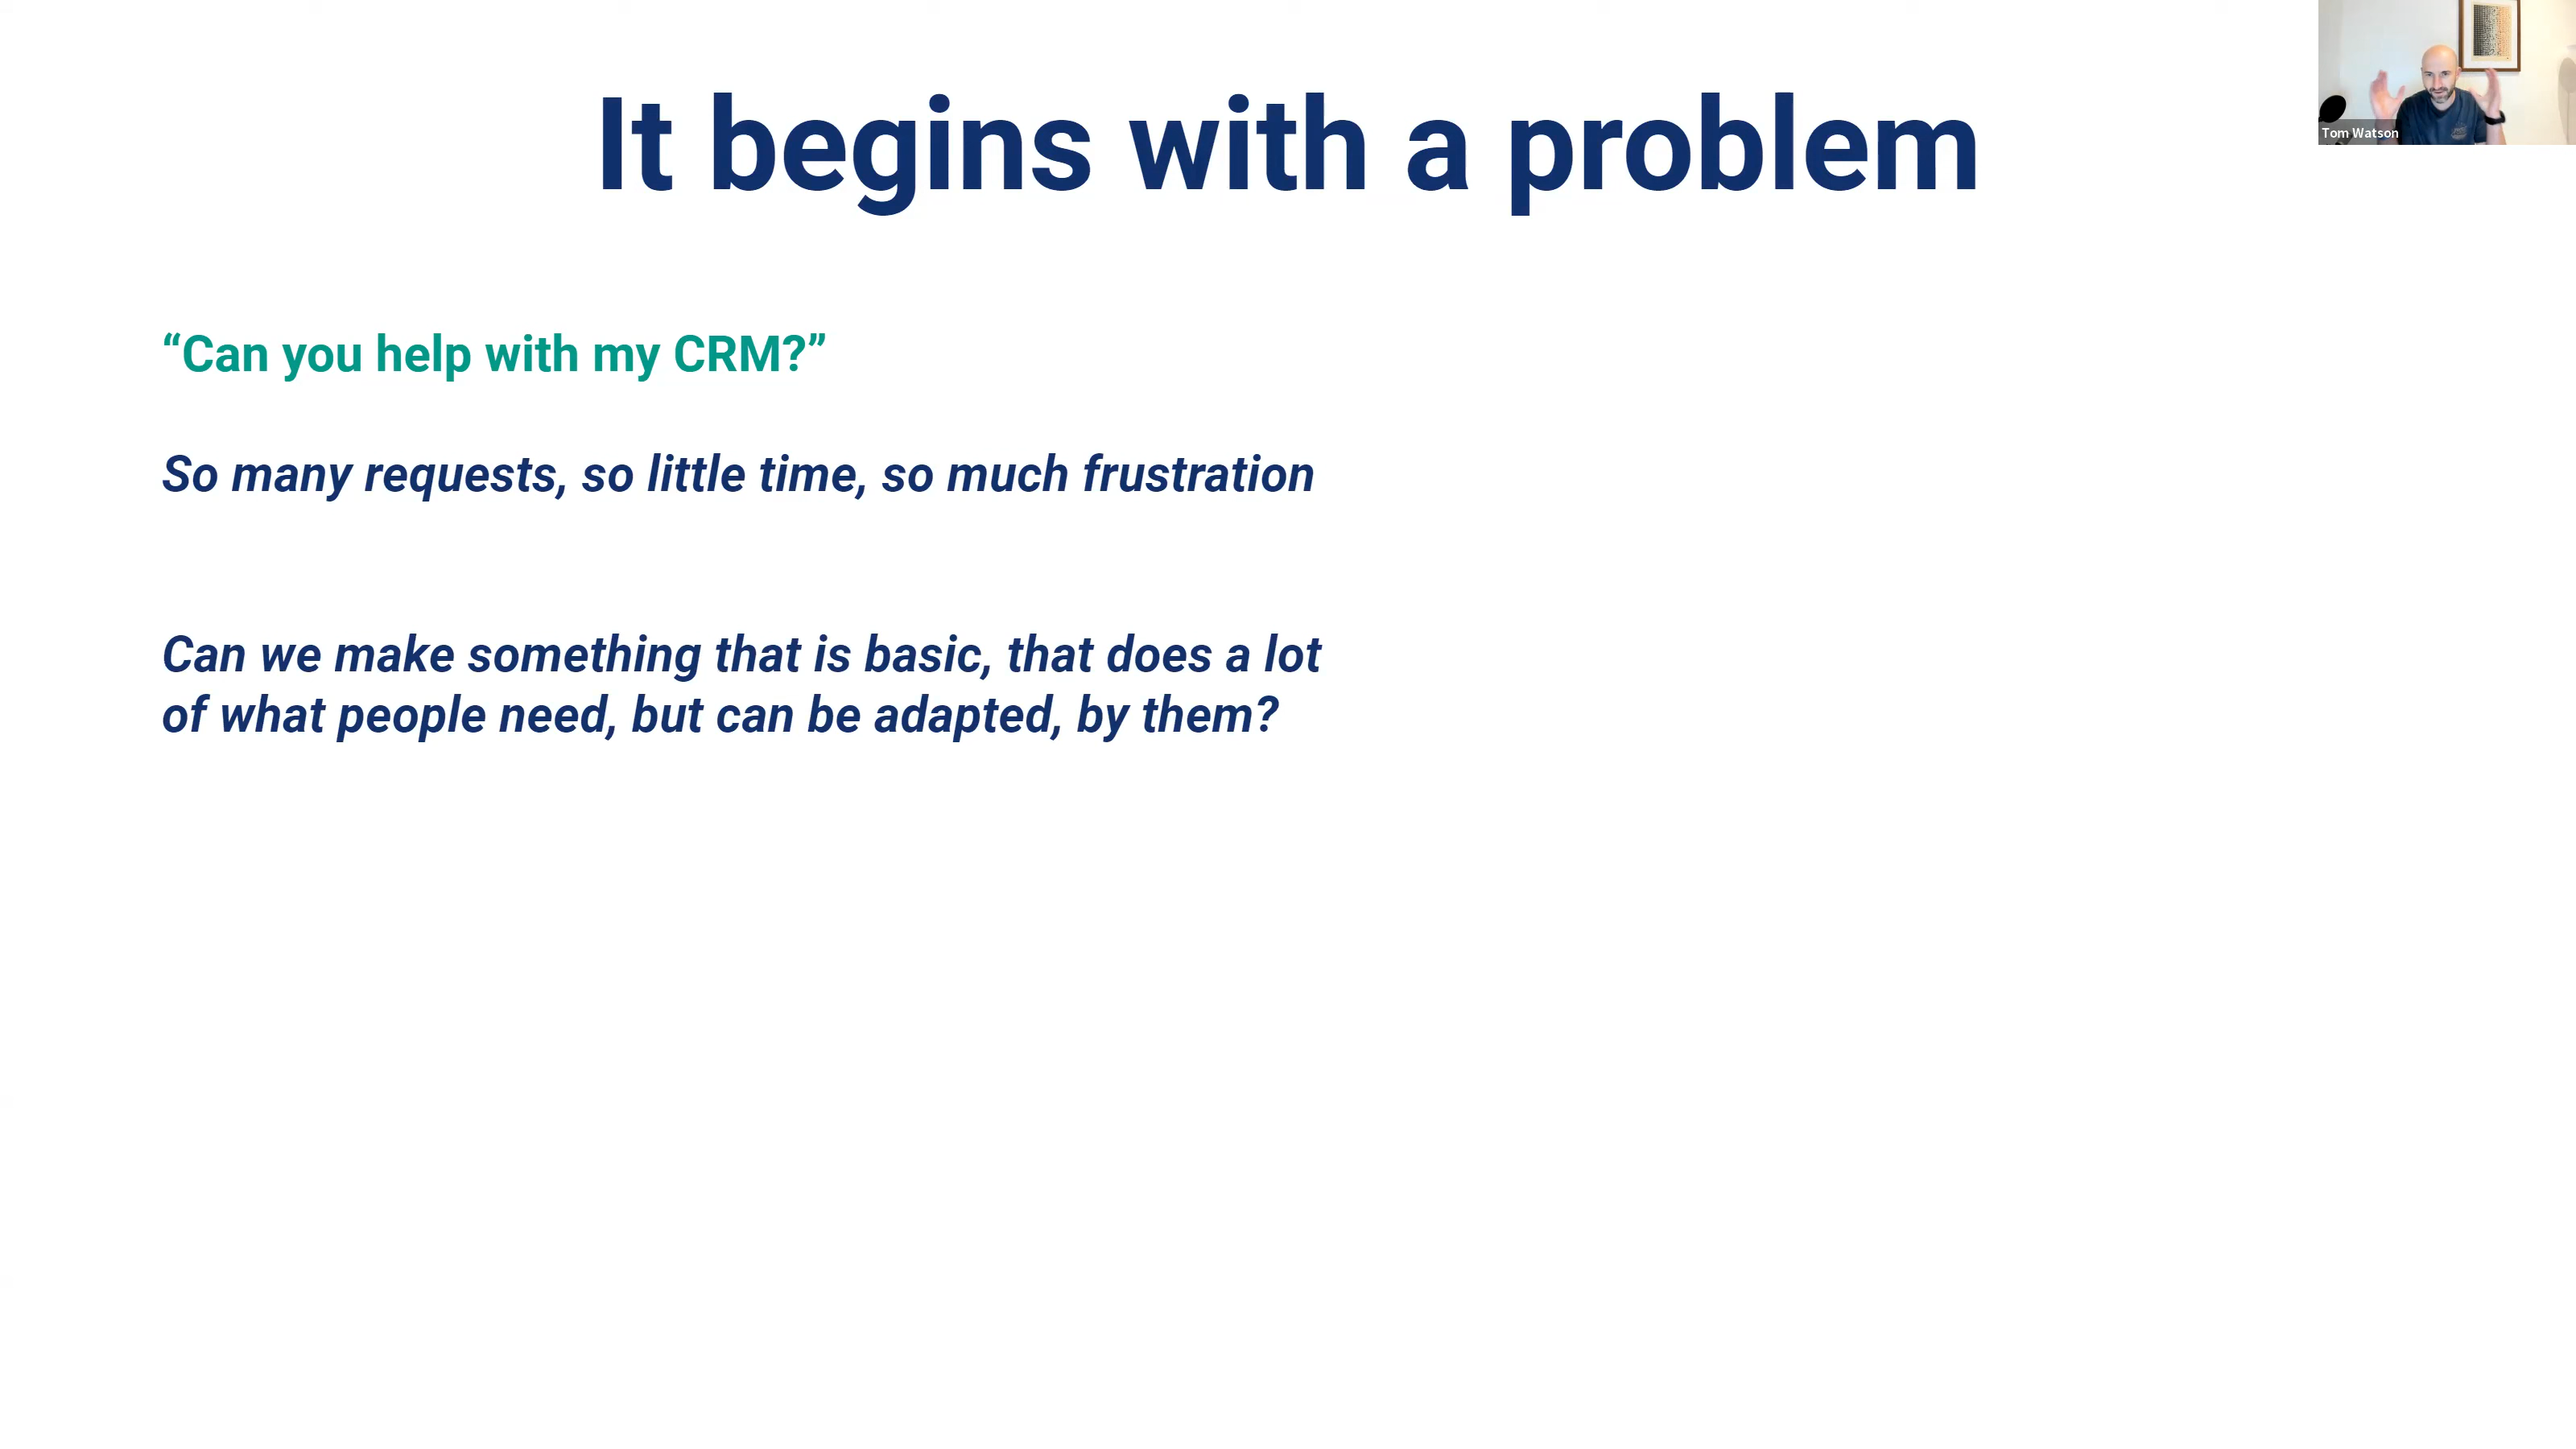 It begins with a problem
Tom Watson
“Can you help with my CRM?”
So many requests, so little time, so much frustration
Can we make something that is basic, that does a lot
of what people need, but can be adapted, by them?